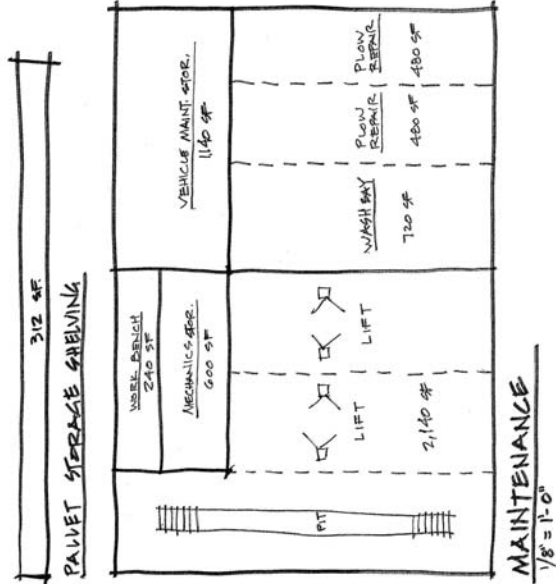 312 SF.
PALLET STORAGE SHELVING
WORK BENCH
240 SF
MECHANICS STOR.
600 SF
VEHICLE MAINT. STOR.
1,140 SF
PIT
LIFT
LIFT
2,140 SF
WASH BAY
720 SF
PLOW
REPAIR
480 SF
PLOW
REPAIR
480 SF
MAINTENANCE
1/8" = 1'-0"